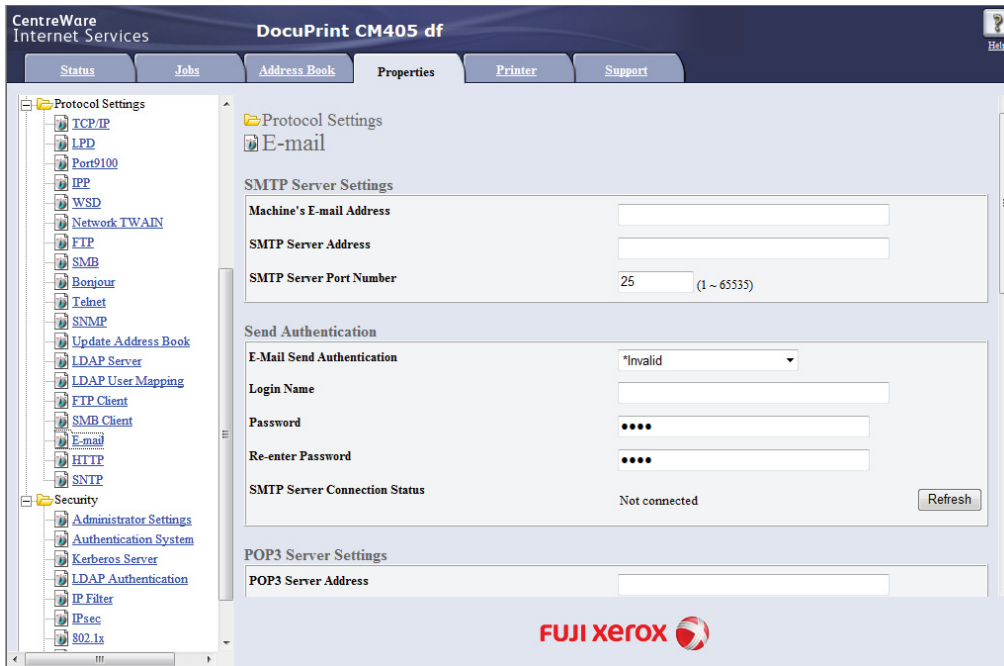 CentreWare
Internet Services
DocuPrint CM405 df
Help
Status
Jobs
Address Book
Properties
Printer
Support
Protocol Settings
TCP/IP
LPD
Port9100
IPP
WSD
Network TWAIN
FTP
SMB
Bonjour
Telnet
SNMP
Update Address Book
LDAP Server
LDAP User Mapping
FTP Client
SMB Client
E-mail
HTTP
SNTP
Security
Administrator Settings
Authentication System
Kerberos Server
LDAP Authentication
IP Filter
IPsec
802.1x
Protocol Settings
E-mail
SMTP Server Settings
Machine's E-mail Address
SMTP Server Address
SMTP Server Port Number 25 (1 ~ 65535)
Send Authentication
E-Mail Send Authentication *Invalid
Login Name
Password ••••
Re-enter Password ••••
SMTP Server Connection Status Not connected Refresh
POP3 Server Settings
POP3 Server Address
FUJI XEROX